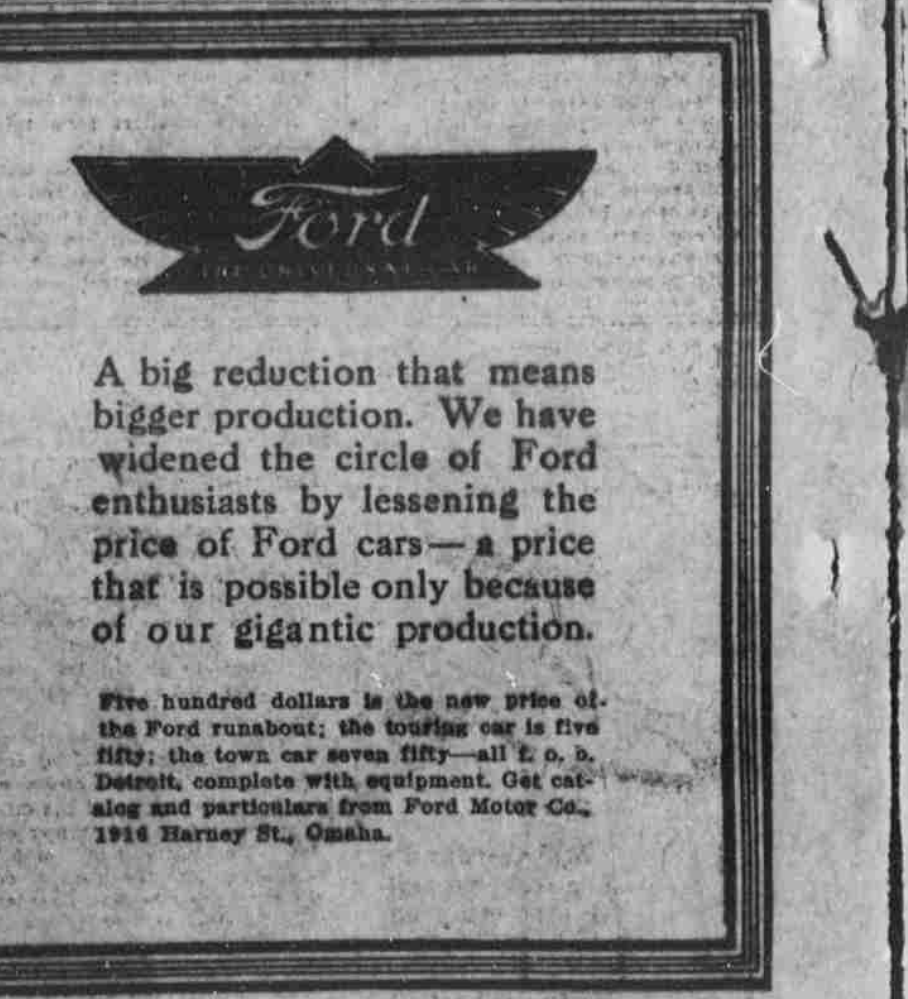 Ford
THE UNIVERSAL CAR
A big reduction that means
bigger production. We have
widened the circle of Ford
enthusiasts by lessening the
price of Ford cars—a price
that is possible only because
of our gigantic production.
Five hundred dollars is the new price of
the Ford runabout; the touring car is five
fifty; the town car seven fifty—all f. o. b.
Detroit, complete with equipment. Get cat-
alog and particulars from Ford Motor Co.,
1916 Harney St., Omaha.